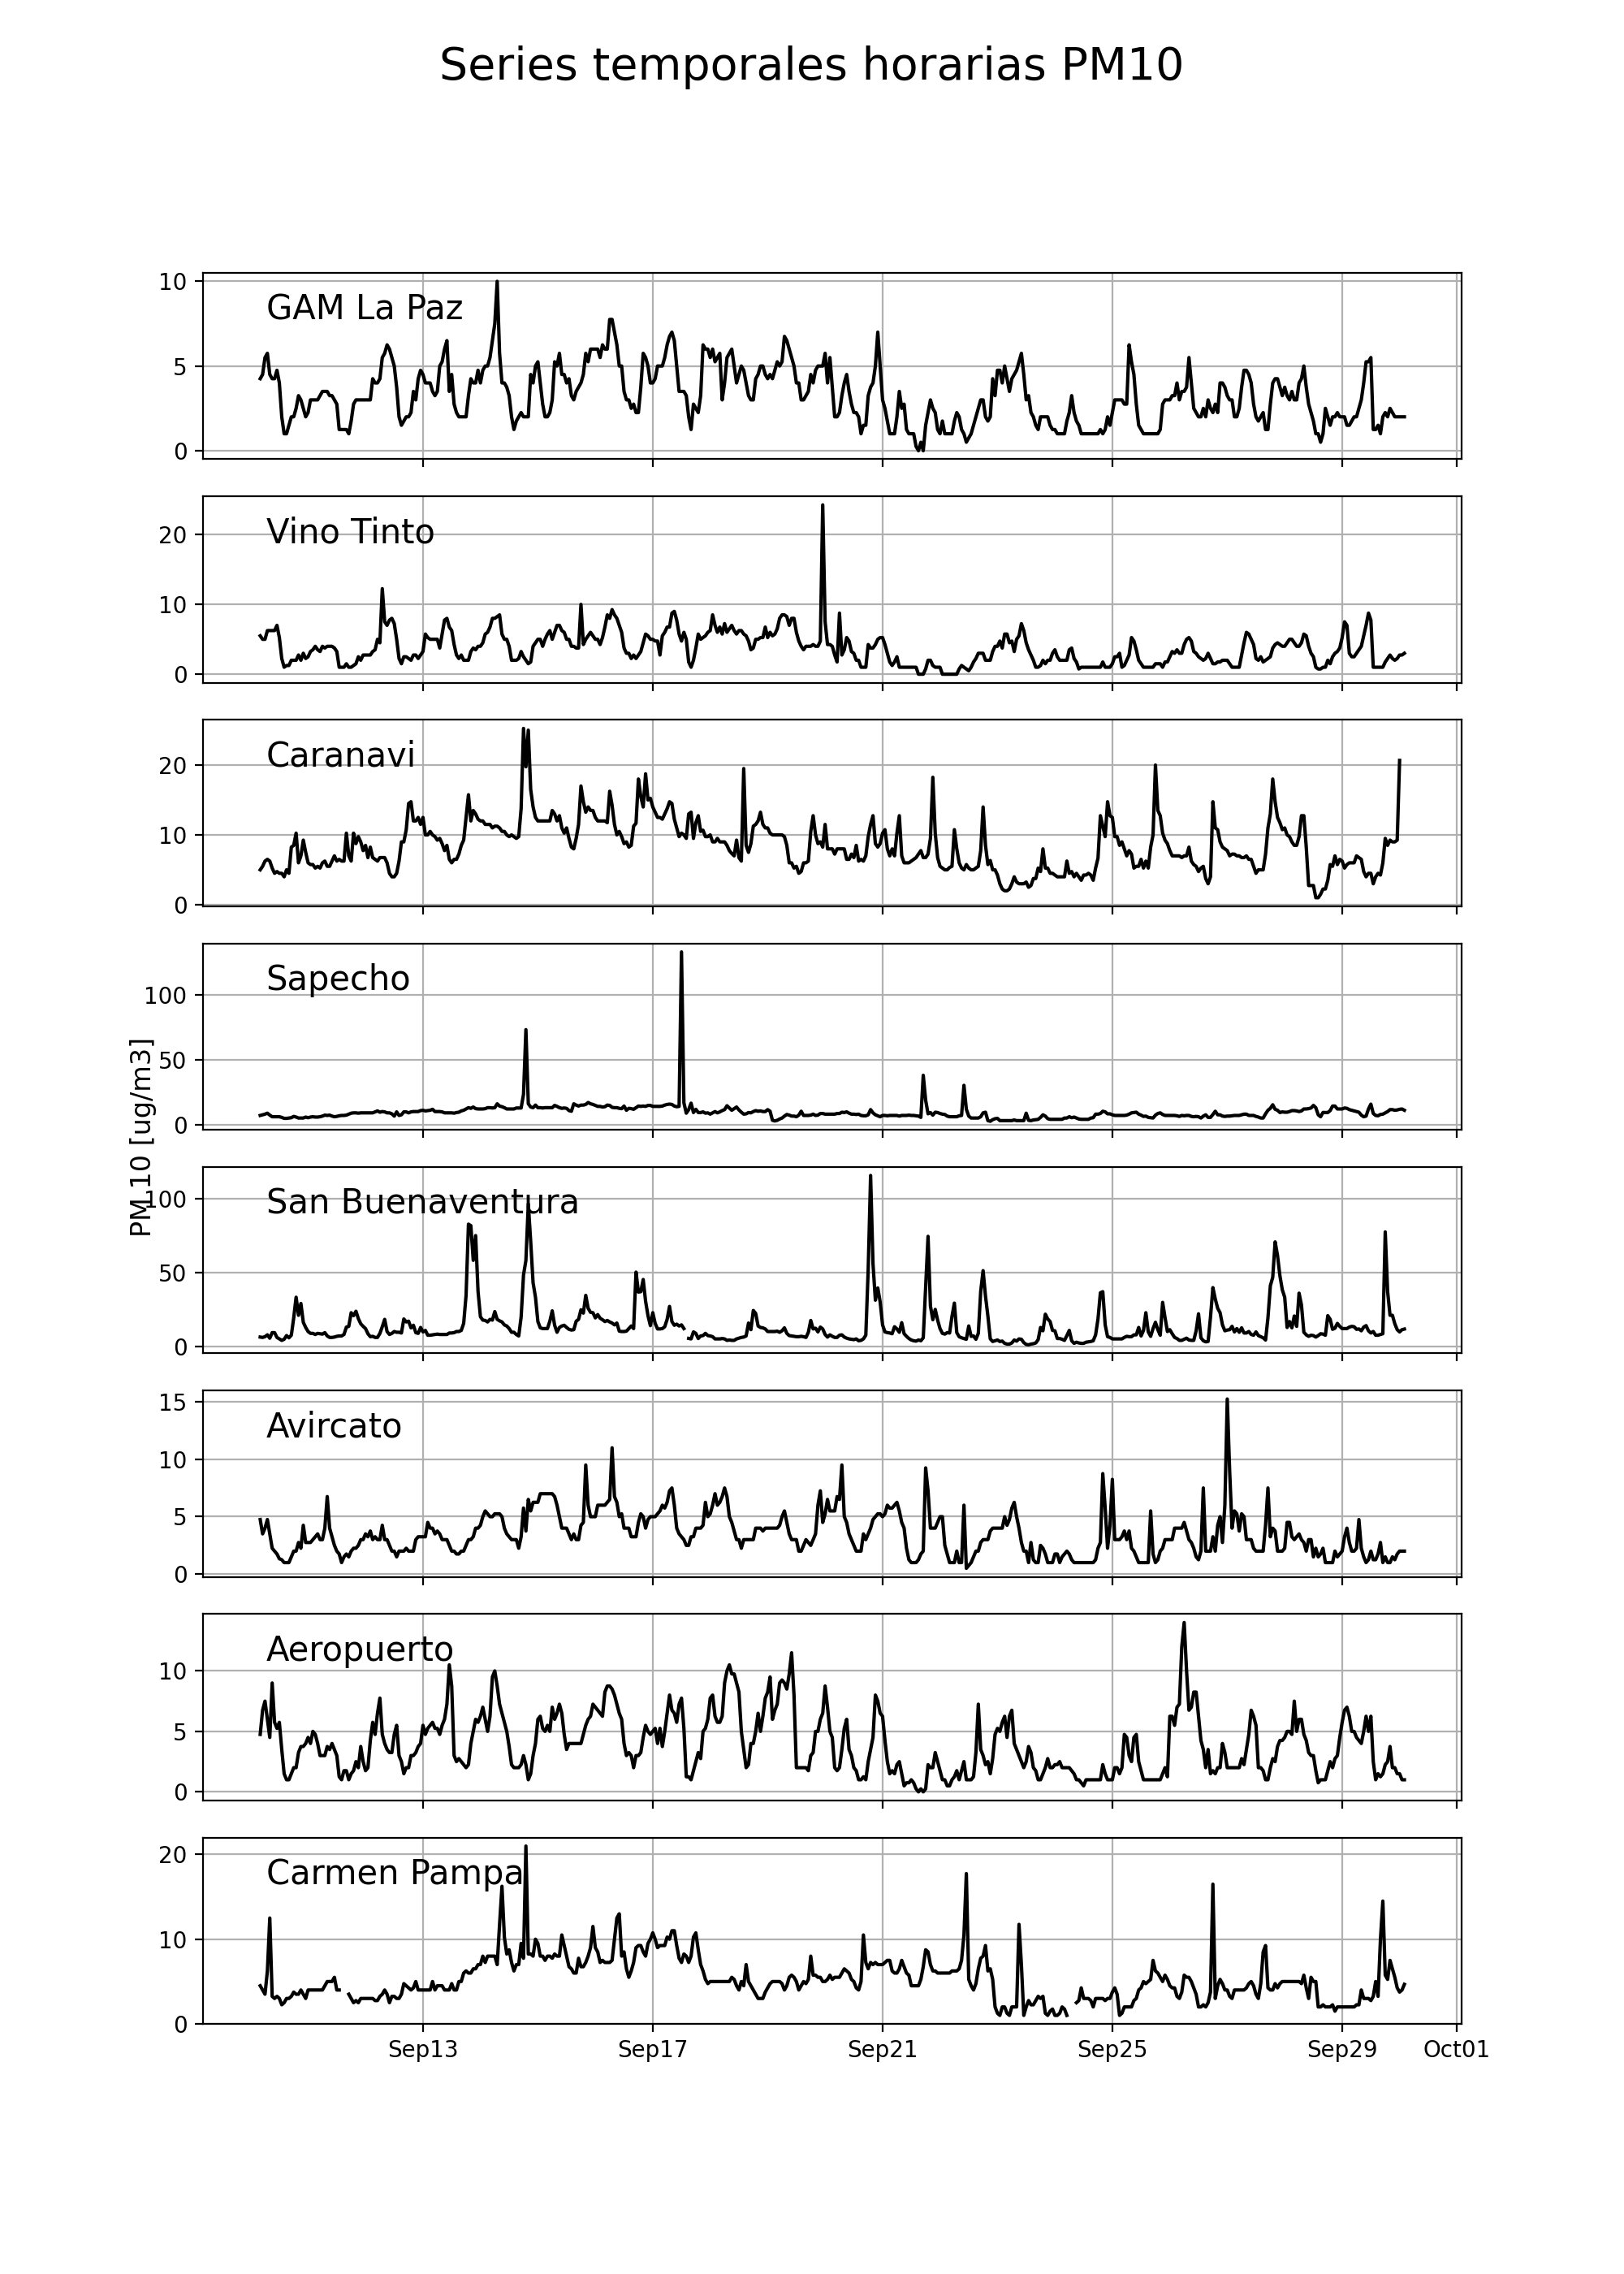 Series temporales horarias PM10
10
GAM La Paz
5
0
Vino Tinto
20
10
0
Caranavi
20
10
0
Sapecho
100
50
0
PM 10 [ug/m3]
San Buenaventura
100
50
0
15
Avircato
10
5
0
Aeropuerto
10
5
0
20
Carmen Pampa
10
0
Sep13 Sep17 Sep21 Sep25 Sep29 Oct01